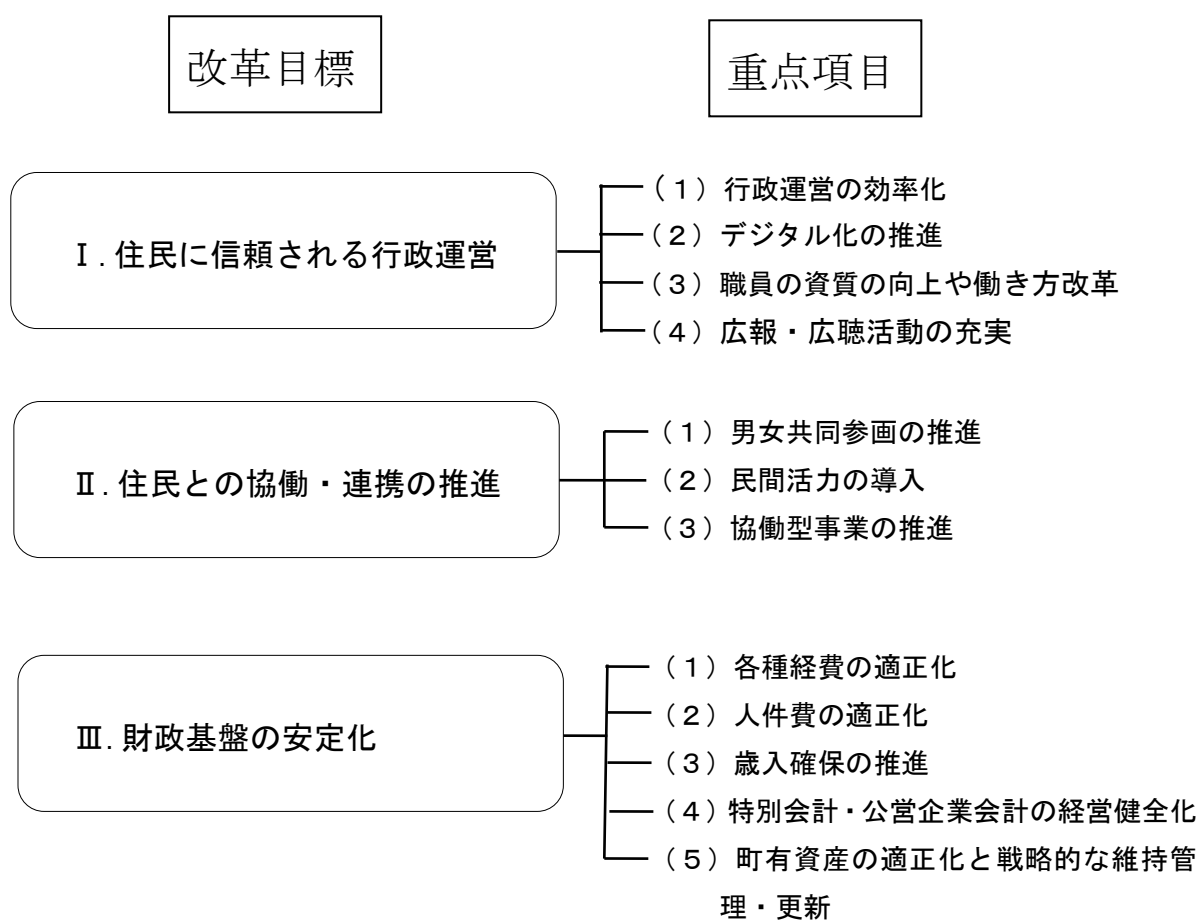 改革目標
重点項目
Ⅰ．住民に信頼される行政運営
（１）行政運営の効率化
（２）デジタル化の推進
（３）職員の資質の向上や働き方改革
（４）広報・広聴活動の充実
Ⅱ．住民との協働・連携の推進
（１）男女共同参画の推進
（２）民間活力の導入
（３）協働型事業の推進
Ⅲ．財政基盤の安定化
（１）各種経費の適正化
（２）人件費の適正化
（３）歳入確保の推進
（４）特別会計・公営企業会計の経営健全化
（５）町有資産の適正化と戦略的な維持管
理・更新